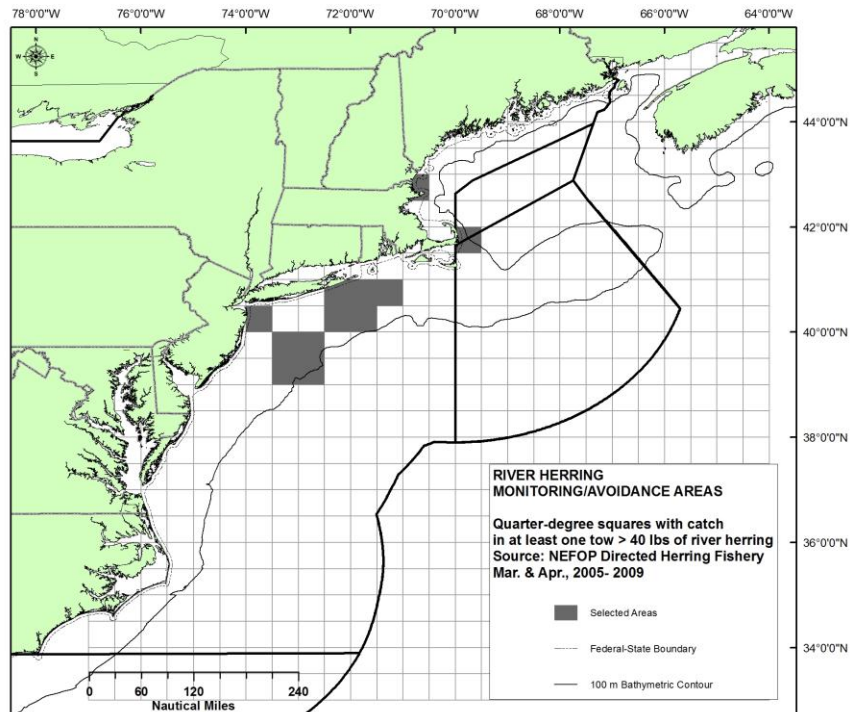 78°0'0"W 76°0'0"W 74°0'0"W 72°0'0"W 70°0'0"W 68°0'0"W 66°0'0"W 64°0'0"W
N
W E
S
44°0'0"N
42°0'0"N
40°0'0"N
38°0'0"N
36°0'0"N
34°0'0"N
RIVER HERRING
MONITORING/AVOIDANCE AREAS
Quarter-degree squares with catch
in at least one tow > 40 lbs of river herring
Source: NEFOP Directed Herring Fishery
Mar. & Apr., 2005- 2009
Selected Areas
Federal-State Boundary
100 m Bathymetric Contour
0 60 120 240
Nautical Miles